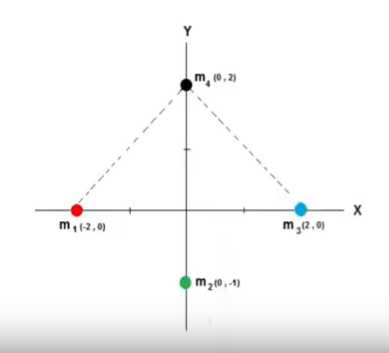 Y
m₄(0,2)
X
m₁(-2,0)
m₃(2,0)
m₂(0,-1)